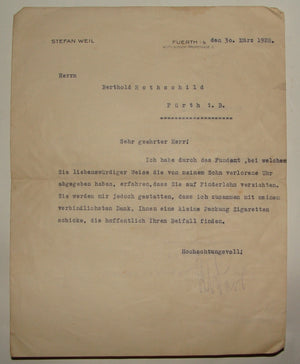 STEFAN WEIL
FUERTH i. B.
den 30. März 1928.
Herrn
Berthold Rothschild
Fürth i. B.
Sehr geehrter Herr!
Ich habe durch das Fundamt ,bei welchem
Sie liebenswürdiger Weise die von meinem Sohn verlorene Uhr
abgegeben haben, erfahren,dass Sie auf Finderlohn verzichten.
Sie werden mir jedoch gestatten, dass ich zusammen mit meinem
verbindlichsten Dank, Ihnen eine kleine Packung Zigaretten
schicke, die hoffentlich Ihren Beifall finden.
Hochachtungsvoll: